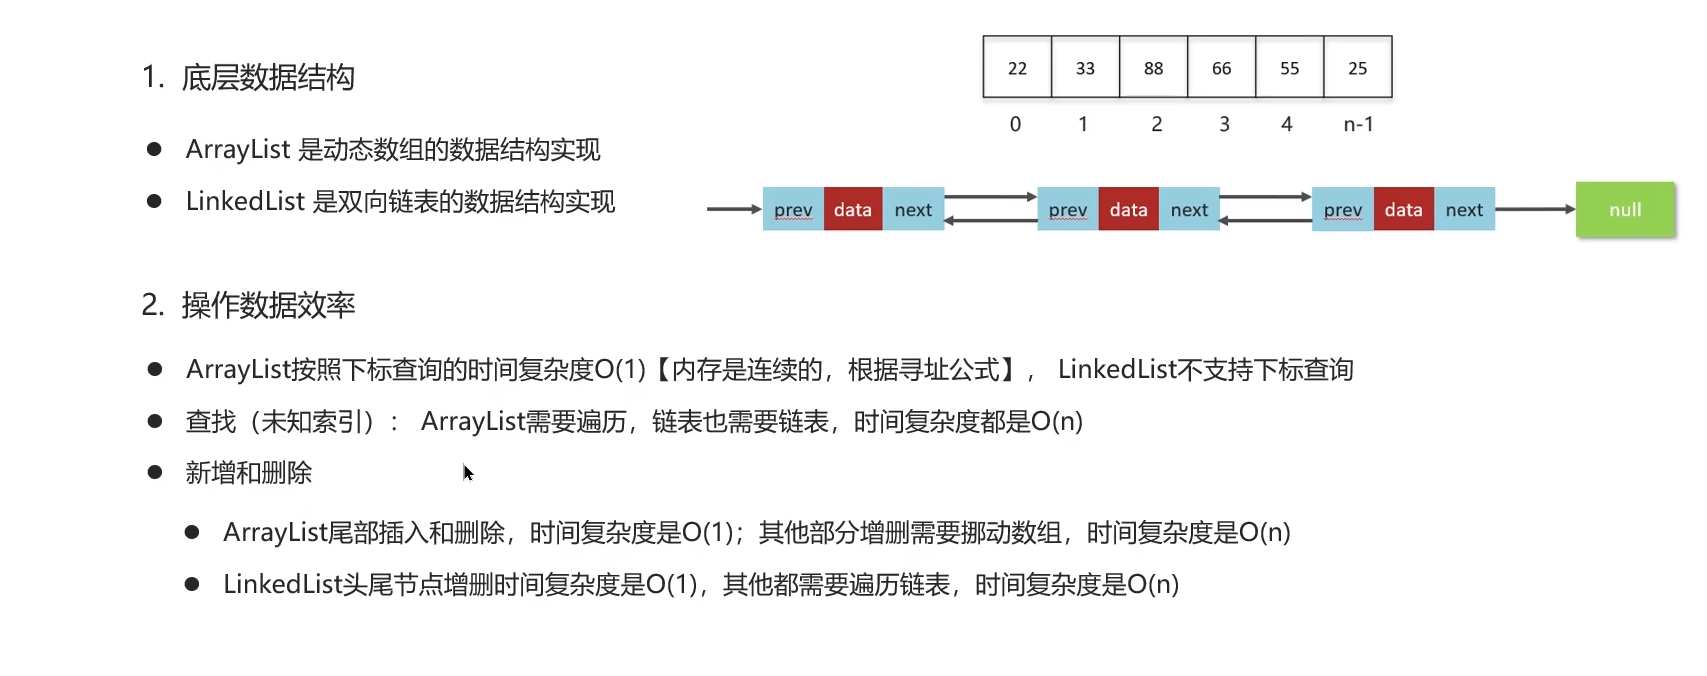 22 33 88 66 55 25
0 1 2 3 4 n-1
1. 底层数据结构
● ArrayList 是动态数组的数据结构实现
● LinkedList 是双向链表的数据结构实现
prev data next prev data next prev data next null
2. 操作数据效率
● ArrayList按照下标查询的时间复杂度O(1)【内存是连续的，根据寻址公式】， LinkedList不支持下标查询
● 查找（未知索引）： ArrayList需要遍历，链表也需要链表，时间复杂度都是O(n)
● 新增和删除
● ArrayList尾部插入和删除，时间复杂度是O(1)；其他部分增删需要挪动数组，时间复杂度是O(n)
● LinkedList头尾节点增删时间复杂度是O(1)，其他都需要遍历链表，时间复杂度是O(n)